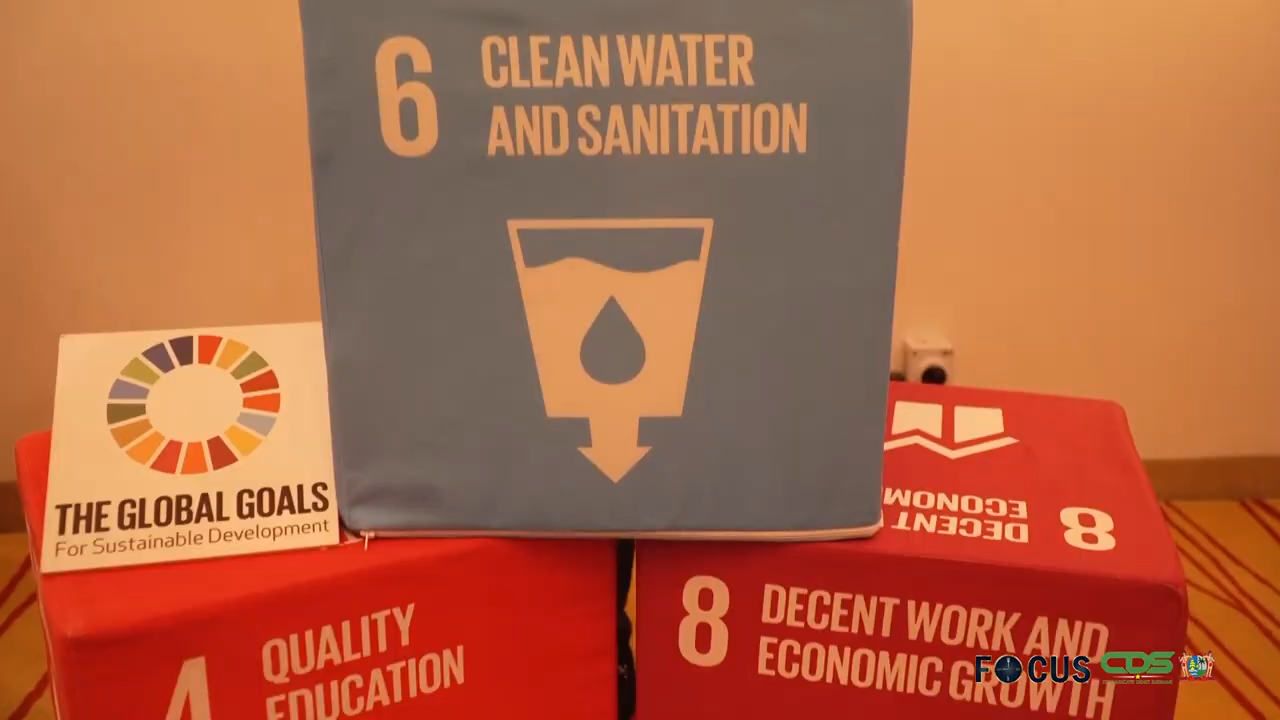 6
CLEAN WATER
AND SANITATION
THE GLOBAL GOALS
For Sustainable Development
8
DECENT
ECONOM
4
QUALITY
EDUCATION
8
DECENT WORK AND
ECONOMIC GROWTH
FOCUS
CDS